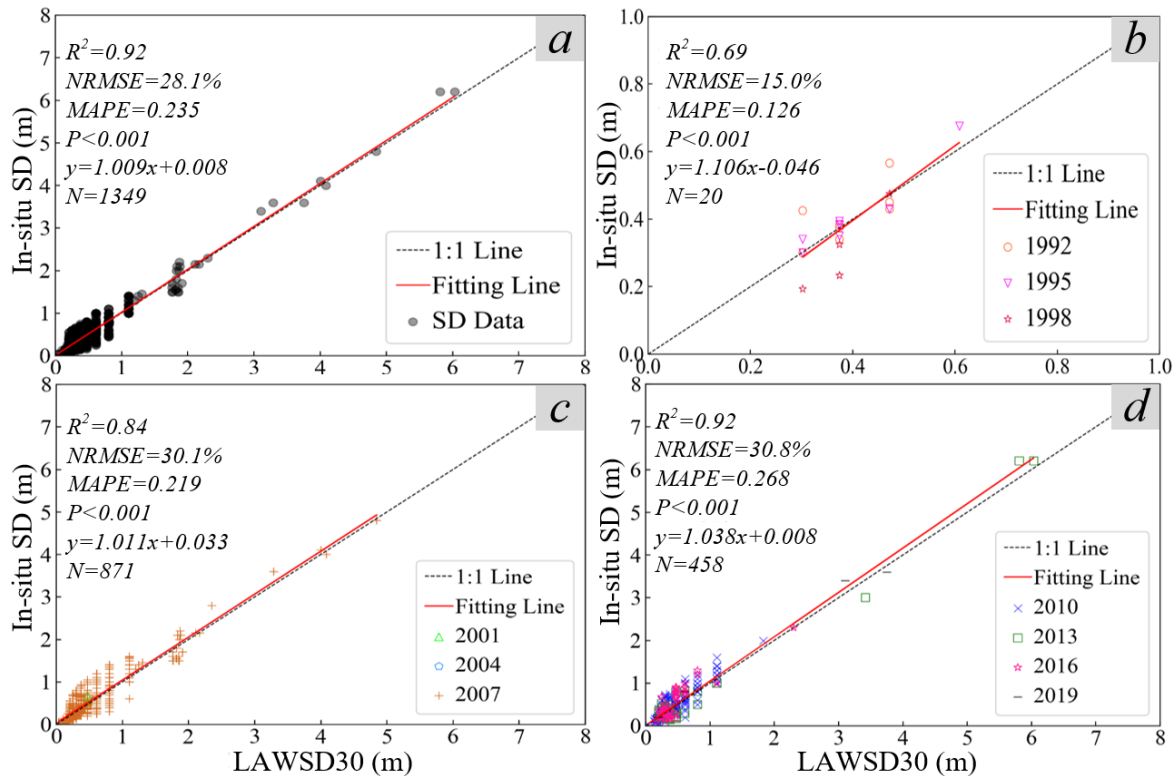 a
R²=0.92
NRMSE=28.1%
MAPE=0.235
P<0.001
y=1.009x+0.008
N=1349
1:1 Line
Fitting Line
SD Data
In-situ SD (m)
8
7
6
5
4
3
2
1
0
0 1 2 3 4 5 6 7 8
b
R²=0.69
NRMSE=15.0%
MAPE=0.126
P<0.001
y=1.106x-0.046
N=20
1:1 Line
Fitting Line
1992
1995
1998
In-situ SD (m)
1.0
0.8
0.6
0.4
0.2
0.0
0.0 0.2 0.4 0.6 0.8 1.0
c
R²=0.84
NRMSE=30.1%
MAPE=0.219
P<0.001
y=1.011x+0.033
N=871
1:1 Line
Fitting Line
2001
2004
2007
In-situ SD (m)
8
7
6
5
4
3
2
1
0
0 1 2 3 4 5 6 7 8
LAWSD30 (m)
d
R²=0.92
NRMSE=30.8%
MAPE=0.268
P<0.001
y=1.038x+0.008
N=458
1:1 Line
Fitting Line
2010
2013
2016
2019
In-situ SD (m)
8
7
6
5
4
3
2
1
0
0 1 2 3 4 5 6 7 8
LAWSD30 (m)